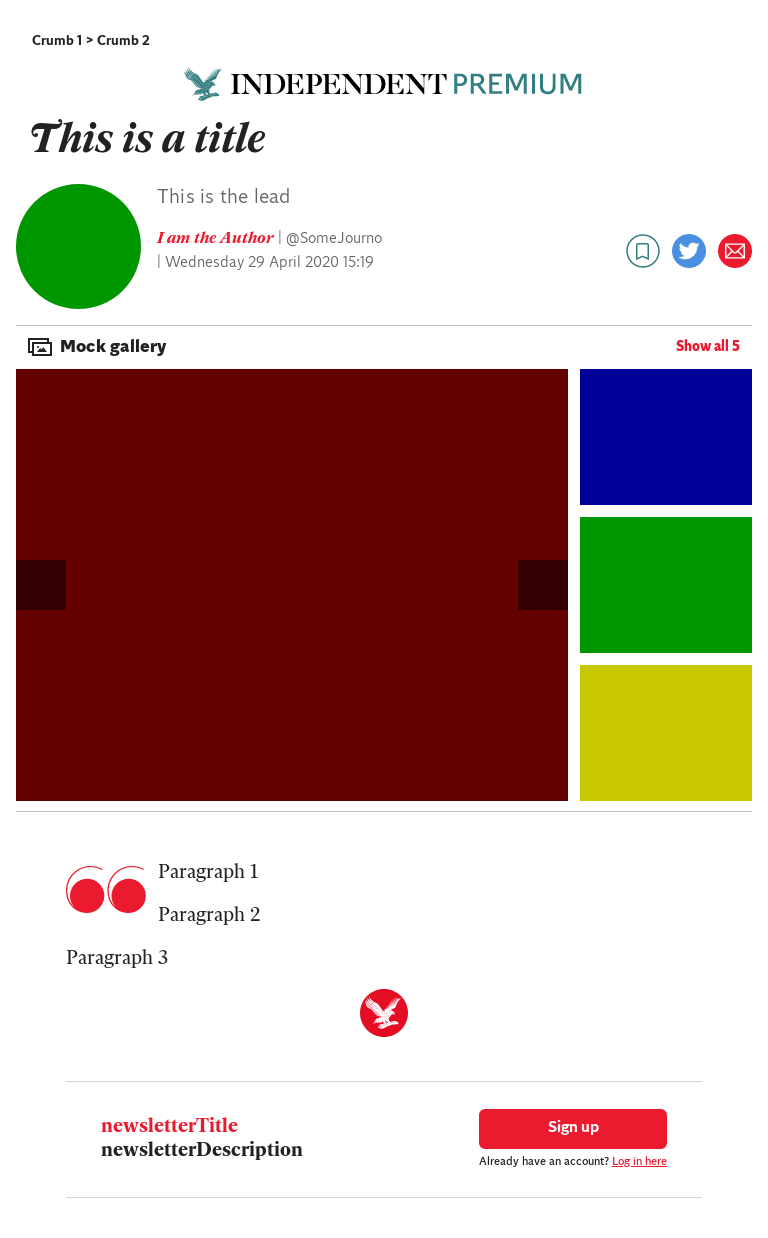 Crumb 1 > Crumb 2
INDEPENDENT PREMIUM
This is a title
This is the lead
I am the Author | @SomeJourno
| Wednesday 29 April 2020 15:19
Mock gallery
Show all 5
Paragraph 1
Paragraph 2
Paragraph 3
newsletterTitle
newsletterDescription
Sign up
Already have an account? Log in here